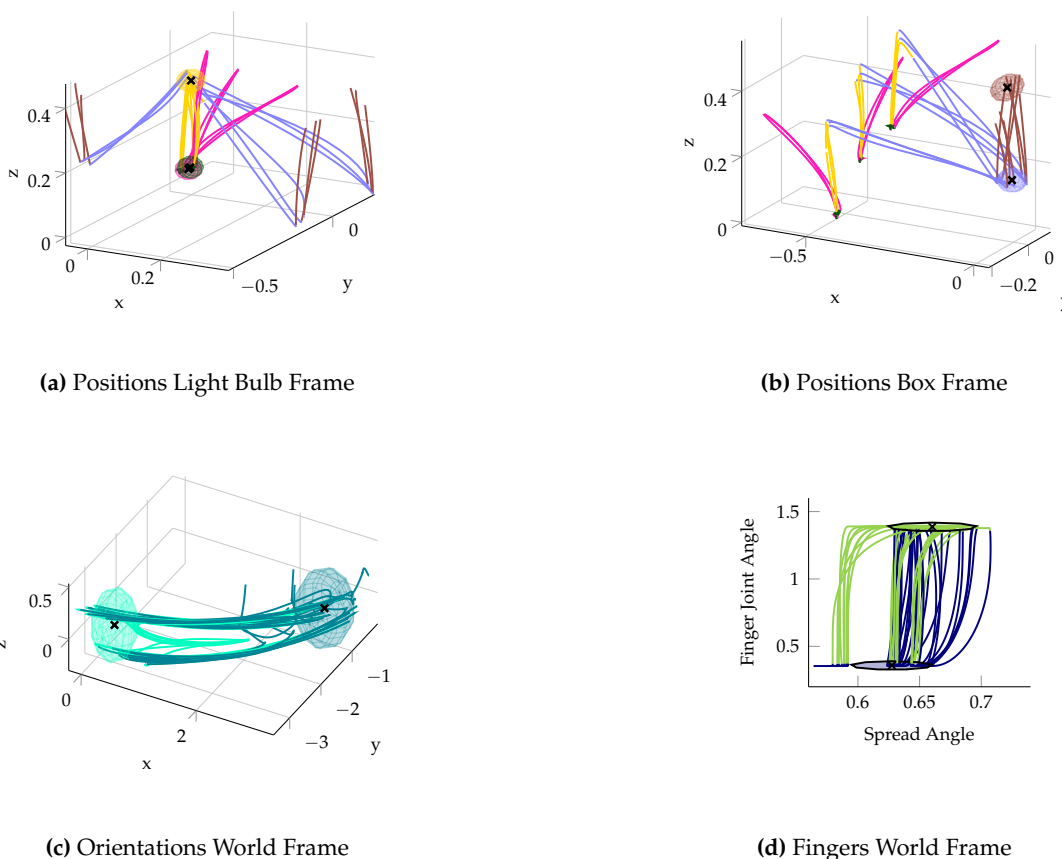 0.4
0.2
0
z
0
0.2
x
−0.5
0
y
(a) Positions Light Bulb Frame
0.4
0.2
0
z
−0.5
0
x
−0.2
0
(b) Positions Box Frame
0.5
0
z
0
2
x
−3
−2
−1
y
(c) Orientations World Frame
1.5
1
0.5
Finger Joint Angle
0.6 0.65 0.7
Spread Angle
(d) Fingers World Frame